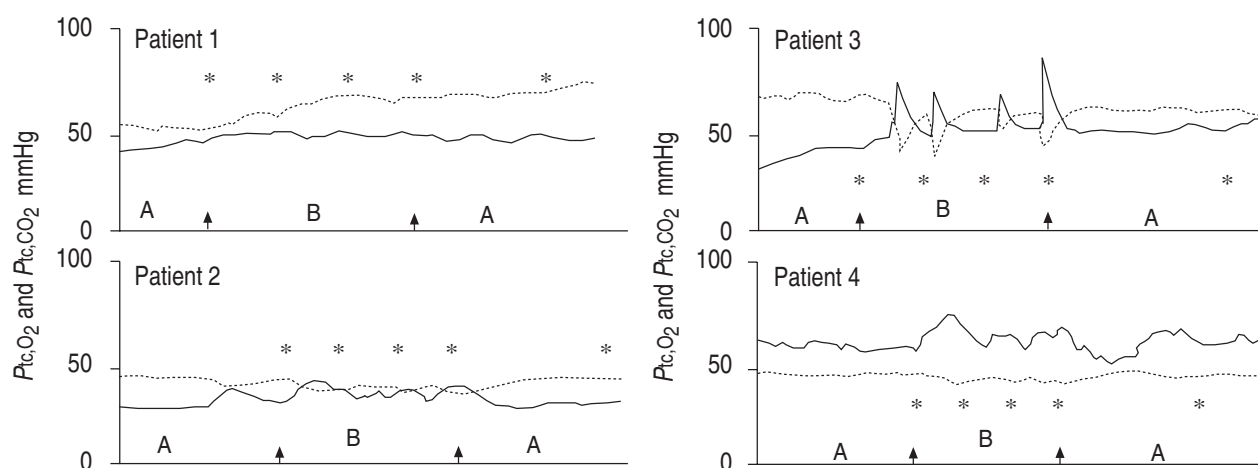 Ptc,O2 and Ptc,CO2 mmHg
100
50
0
Patient 1
* * * * *
A B A
100
50
0
Patient 2
* * * * *
A B A
Ptc,O2 and Ptc,CO2 mmHg
100
50
0
Patient 3
* * * * *
A B A
100
50
0
Patient 4
* * * * *
A B A